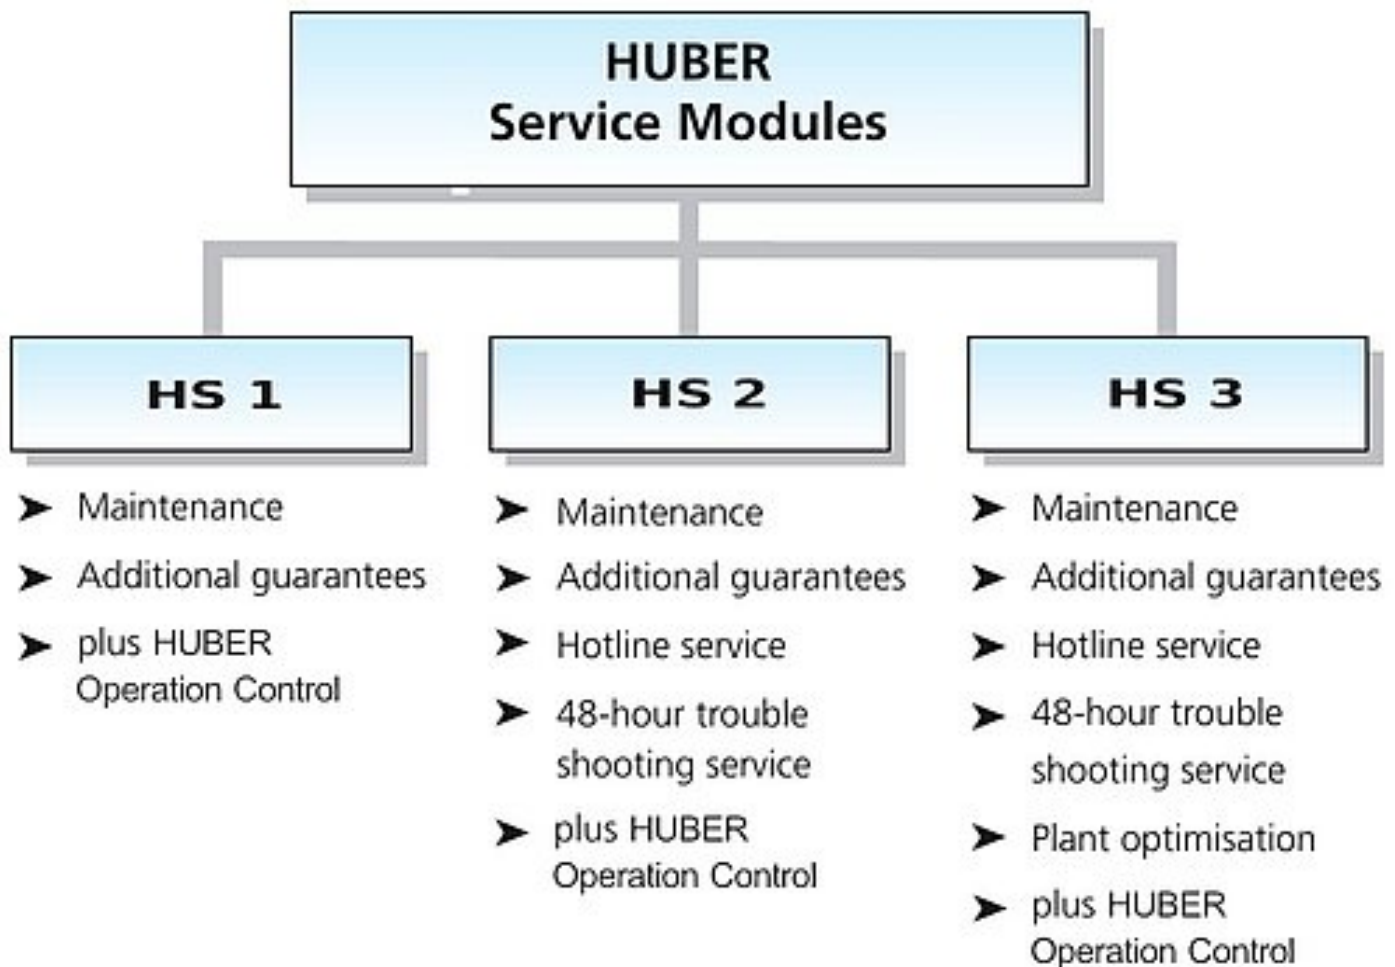 HUBER
Service Modules
HS 1
Maintenance
Additional guarantees
plus HUBER
Operation Control
HS 2
Maintenance
Additional guarantees
Hotline service
48-hour trouble
shooting service
plus HUBER
Operation Control
HS 3
Maintenance
Additional guarantees
Hotline service
48-hour trouble
shooting service
Plant optimisation
plus HUBER
Operation Control